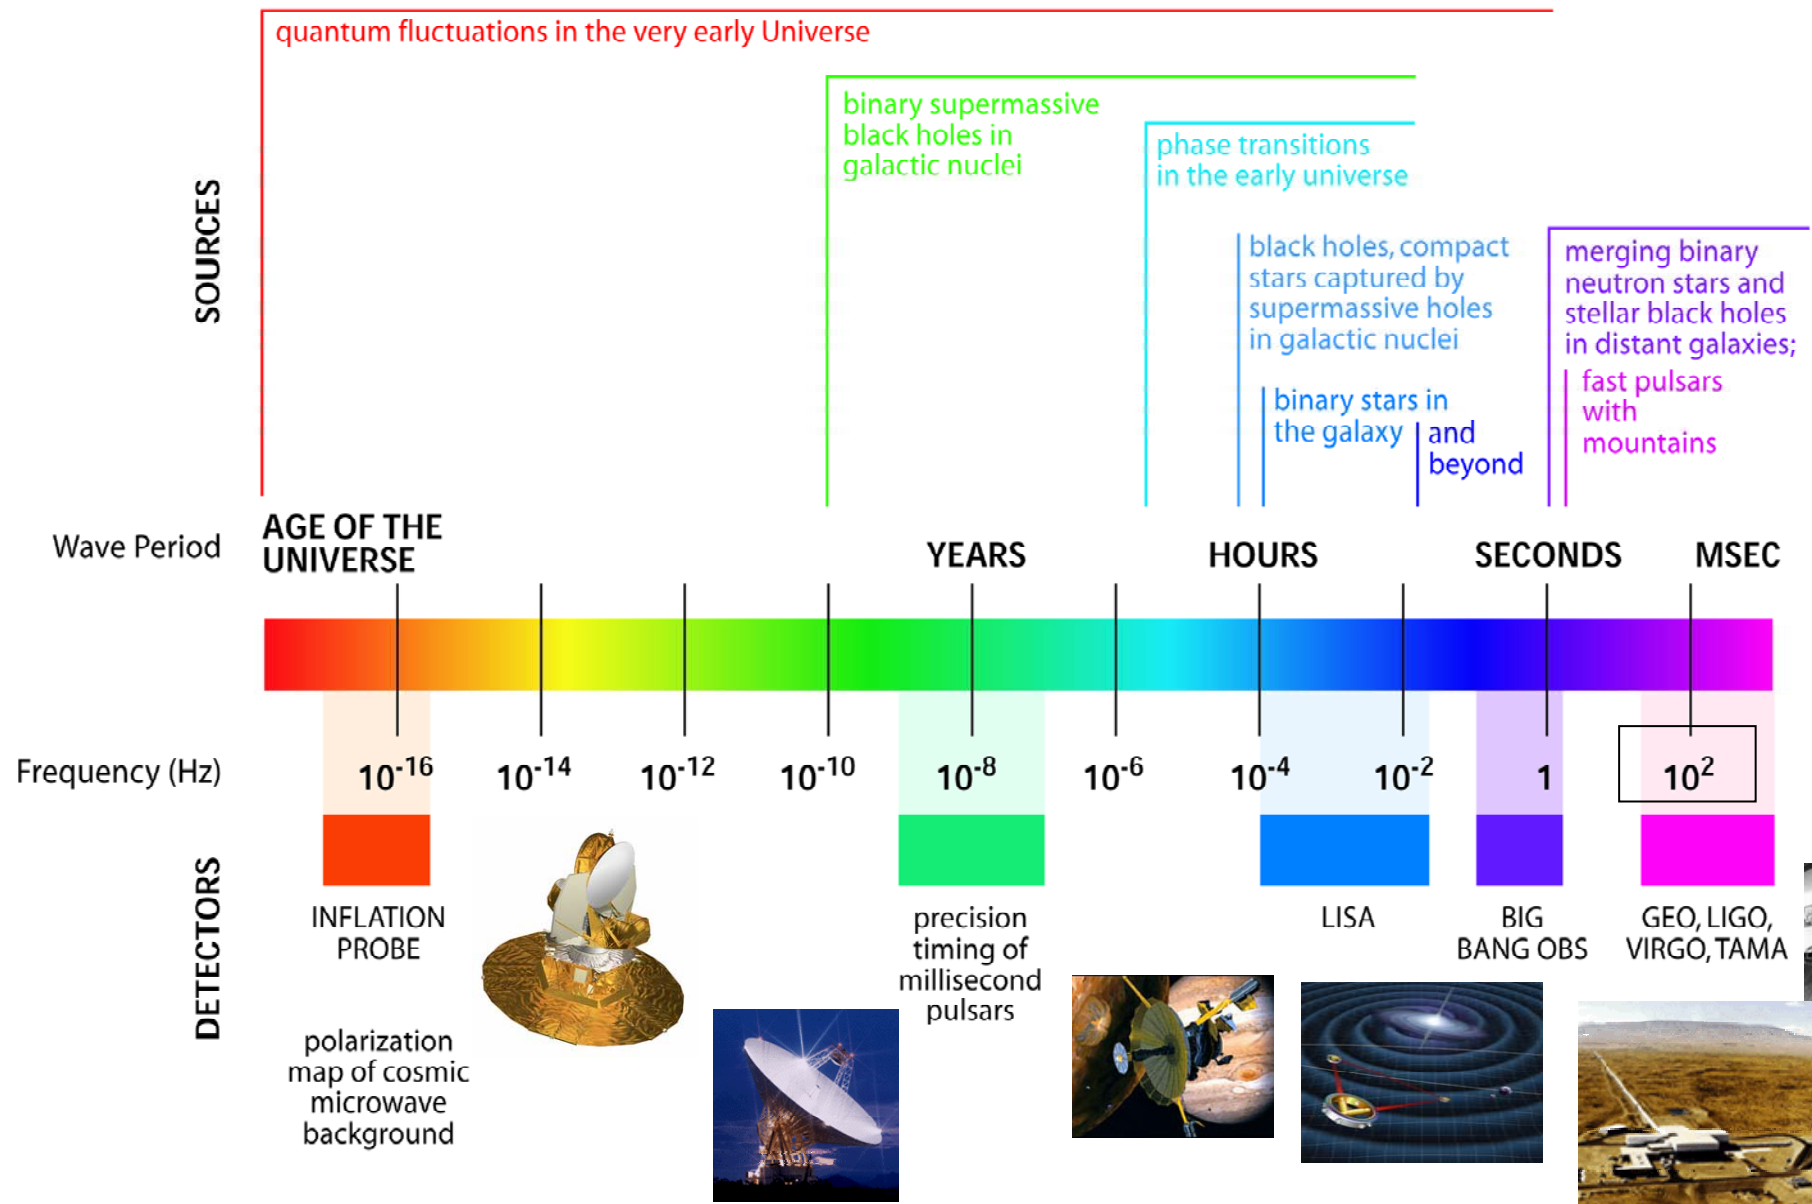 quantum fluctuations in the very early Universe
binary supermassive
black holes in
galactic nuclei
phase transitions
in the early universe
black holes, compact
stars captured by
supermassive holes
in galactic nuclei
binary stars in
the galaxy
and
beyond
merging binary
neutron stars and
stellar black holes
in distant galaxies;
fast pulsars
with
mountains
SOURCES
Wave Period
AGE OF THE
UNIVERSE
YEARS
HOURS
SECONDS
MSEC
Frequency (Hz)
10⁻¹⁶
10⁻¹⁴
10⁻¹²
10⁻¹⁰
10⁻⁸
10⁻⁶
10⁻⁴
10⁻²
1
10²
DETECTORS
INFLATION
PROBE
polarization
map of cosmic
microwave
background
precision
timing of
millisecond
pulsars
LISA
BIG
BANG OBS
GEO, LIGO,
VIRGO, TAMA